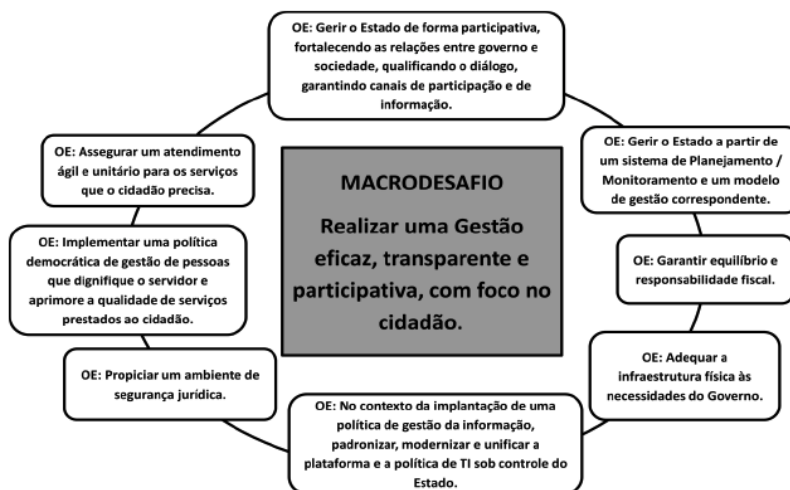 OE: Gerir o Estado de forma participativa,
fortalecendo as relações entre governo e
sociedade, qualificando o diálogo,
garantindo canais de participação e de
informação.
OE: Gerir o Estado a partir de
um sistema de Planejamento /
Monitoramento e um modelo
de gestão correspondente.
OE: Garantir equilíbrio e
responsabilidade fiscal.
OE: Adequar a
infraestrutura física às
necessidades do Governo.
OE: No contexto da implantação de uma
política de gestão da informação,
padronizar, modernizar e unificar a
plataforma e a política de TI sob controle do
Estado.
OE: Propiciar um ambiente de
segurança jurídica.
OE: Implementar uma política
democrática de gestão de pessoas
que dignifique o servidor e
aprimore a qualidade de serviços
prestados ao cidadão.
OE: Assegurar um atendimento
ágil e unitário para os serviços
que o cidadão precisa.
MACRODESAFIO
Realizar uma Gestão
eficaz, transparente e
participativa, com foco no
cidadão.